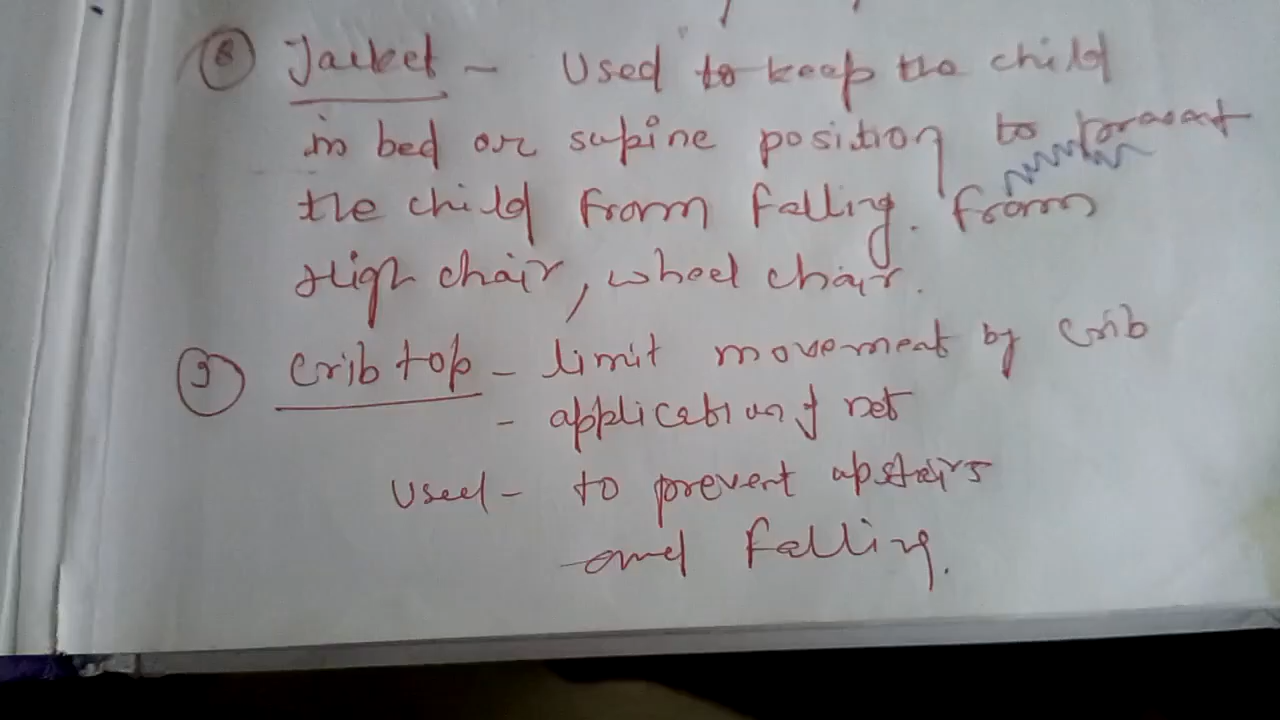 8 Jacket - Used to keep the child
in bed or supine position to prevent
the child from falling. from
High chair, wheel chair.
9 Crib top - limit movement by crib
- application of net
Used - to prevent upstairs
and falling.